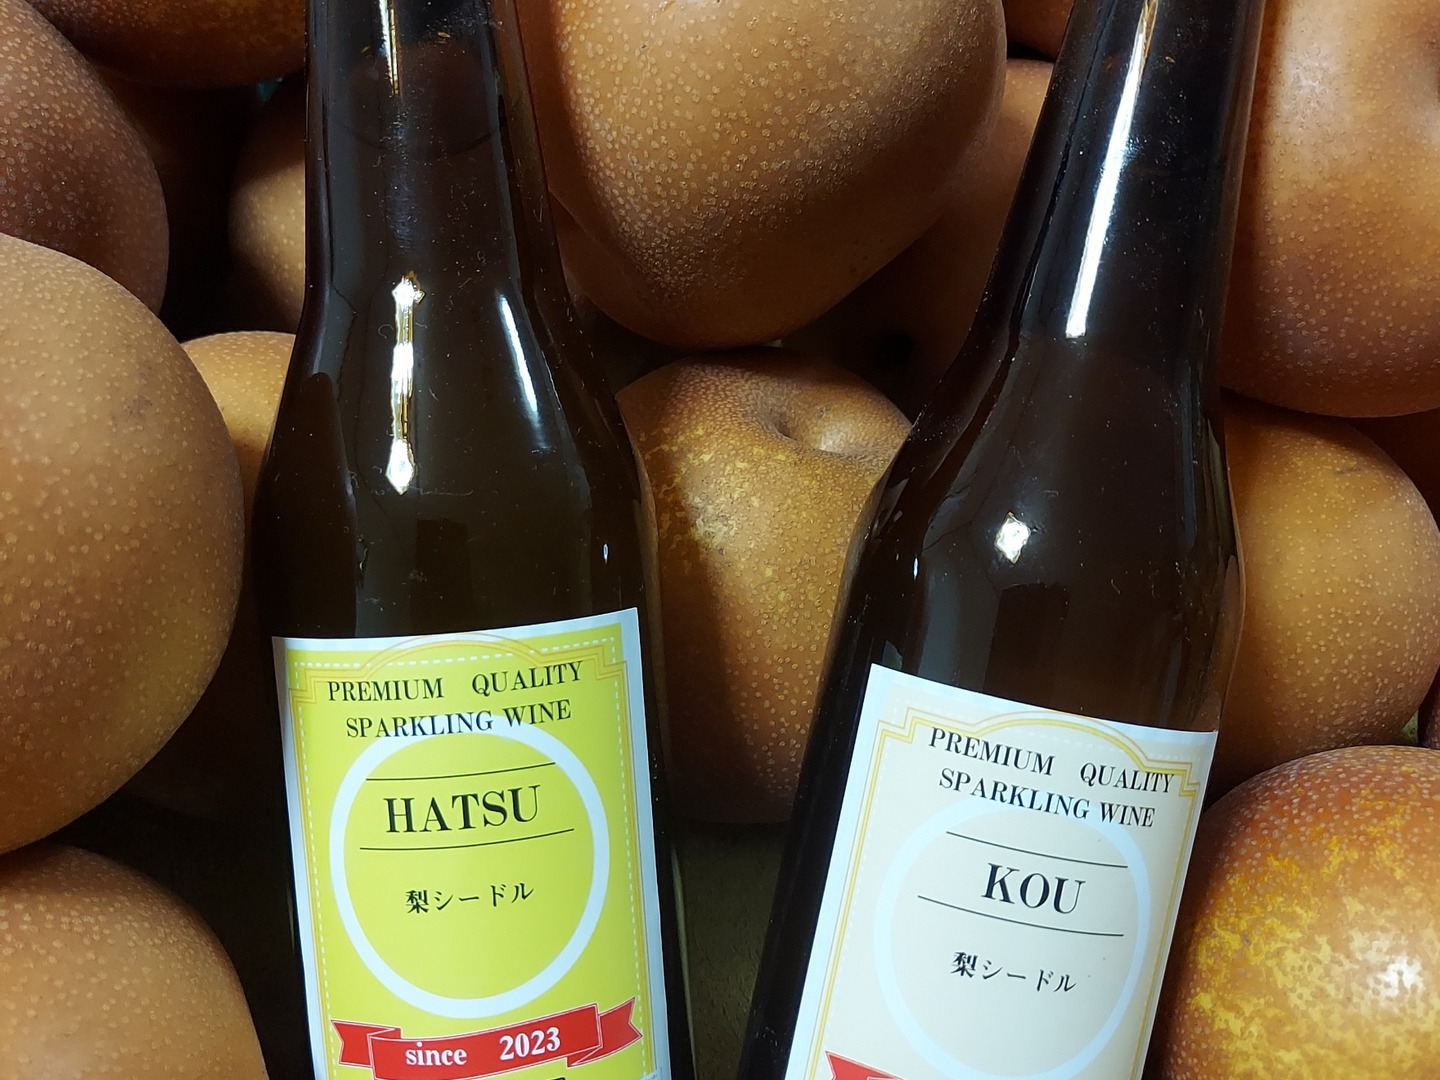 PREMIUM QUALITY
SPARKLING WINE
HATSU
梨シードル
since 2023
PREMIUM QUALITY
SPARKLING WINE
KOU
梨シードル